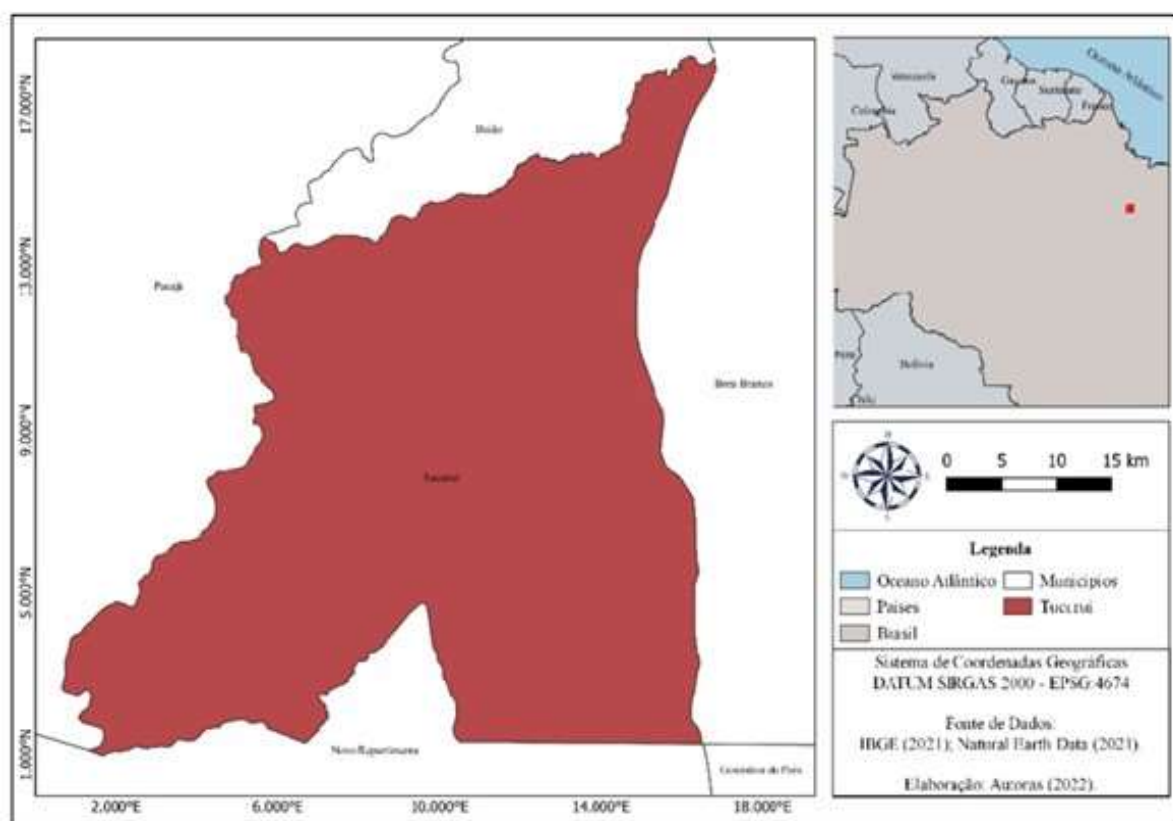 17.000°N
13.000°N
9.000°N
5.000°N
1.000°N
2.000°E
6.000°E
10.000°E
14.000°E
18.000°E
Baião
Pacajá
Breu Branco
Tucuruí
Novo Repartimento
Goianésia do Pará
Oceano Atlântico
Venezuela
Guiana
Suriname
Colômbia
Peru
Bolívia
N
E
S
0 5 10 15 km
Legenda
Oceano Atlântico
Municípios
Países
Tucuruí
Brasil
Sistema de Coordenadas Geográficas
DATUM SIRGAS 2000 - EPSG:4674
Fonte de Dados:
IBGE (2021); Natural Earth Data (2021)
Elaboração: Autoras (2022).